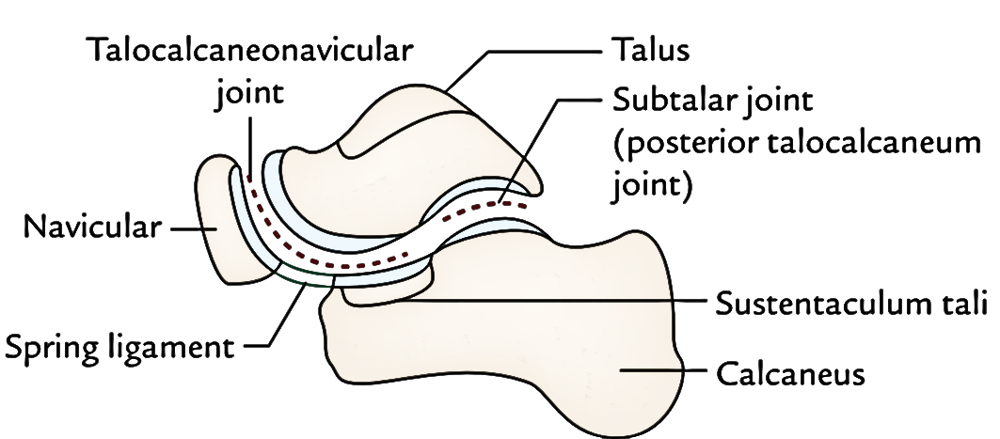 Talocalcaneonavicular
joint
Talus
Subtalar joint
(posterior talocalcaneum
joint)
Navicular
Sustentaculum tali
Spring ligament
Calcaneus